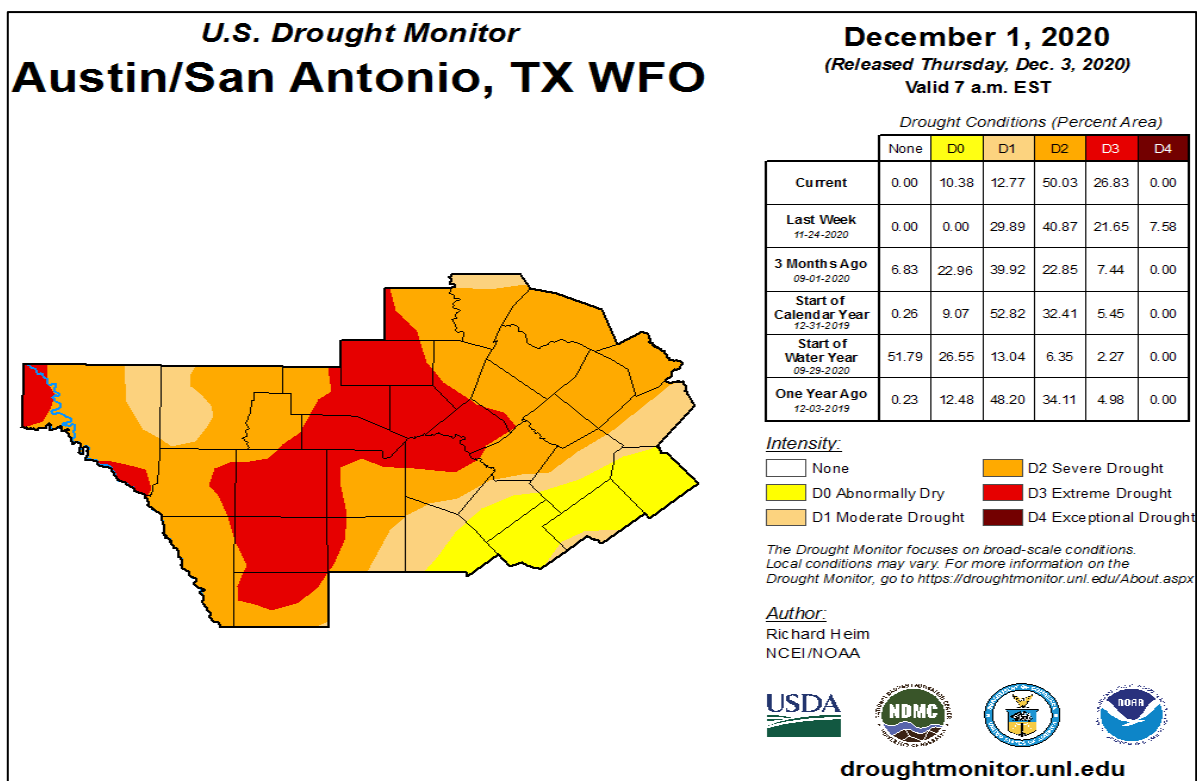 U.S. Drought Monitor
Austin/San Antonio, TX WFO
December 1, 2020
(Released Thursday, Dec. 3, 2020)
Valid 7 a.m. EST
Drought Conditions (Percent Area)
None D0 D1 D2 D3 D4
Current 0.00 10.38 12.77 50.03 26.83 0.00
Last Week
11-24-2020 0.00 0.00 29.89 40.87 21.65 7.58
3 Months Ago
09-01-2020 6.83 22.96 39.92 22.85 7.44 0.00
Start of
Calendar Year
12-31-2019 0.26 9.07 52.82 32.41 5.45 0.00
Start of
Water Year
09-29-2020 51.79 26.55 13.04 6.35 2.27 0.00
One Year Ago
12-03-2019 0.23 12.48 48.20 34.11 4.98 0.00
Intensity:
None
D0 Abnormally Dry
D1 Moderate Drought
D2 Severe Drought
D3 Extreme Drought
D4 Exceptional Drought
The Drought Monitor focuses on broad-scale conditions.
Local conditions may vary. For more information on the
Drought Monitor, go to https://droughtmonitor.unl.edu/About.aspx
Author:
Richard Heim
NCEI/NOAA
USDA
NDMC
NOAA
droughtmonitor.unl.edu